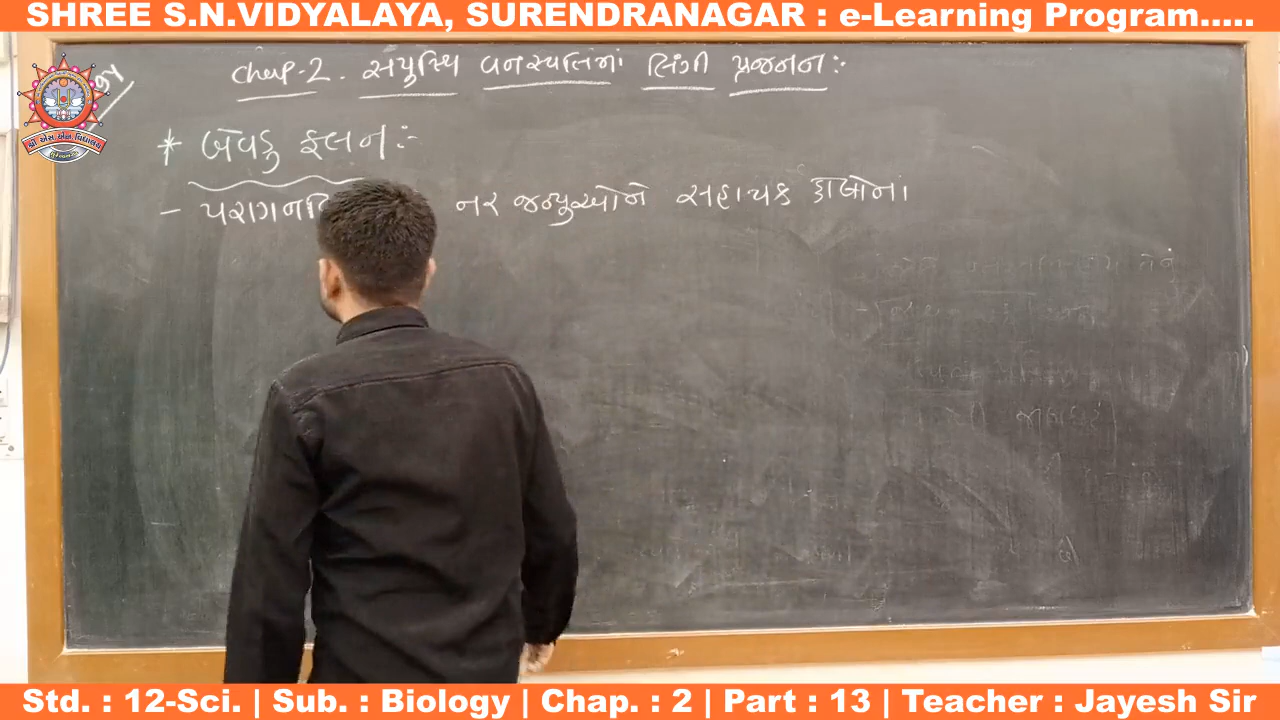 SHREE S.N.VIDYALAYA, SURENDRANAGAR : e-Learning Program.....
chap-2. સપુષ્પિ વનસ્પતિમાં લિંગી પ્રજનન:-
* બેવડુ ફલન:-
- પરાગનલિ નર જન્યુઓને સહાયક કોષોના
Std. : 12-Sci. | Sub. : Biology | Chap. : 2 | Part : 13 | Teacher : Jayesh Sir